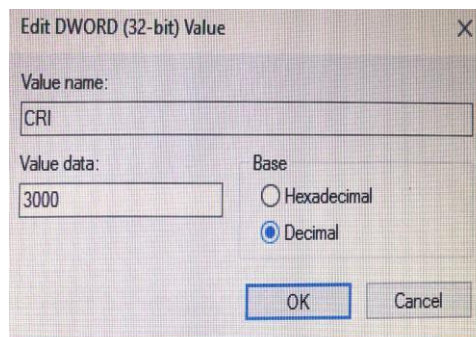 Edit DWORD (32-bit) Value X
Value name:
CRI
Value data:
3000
Base
Hexadecimal
Decimal
OK Cancel